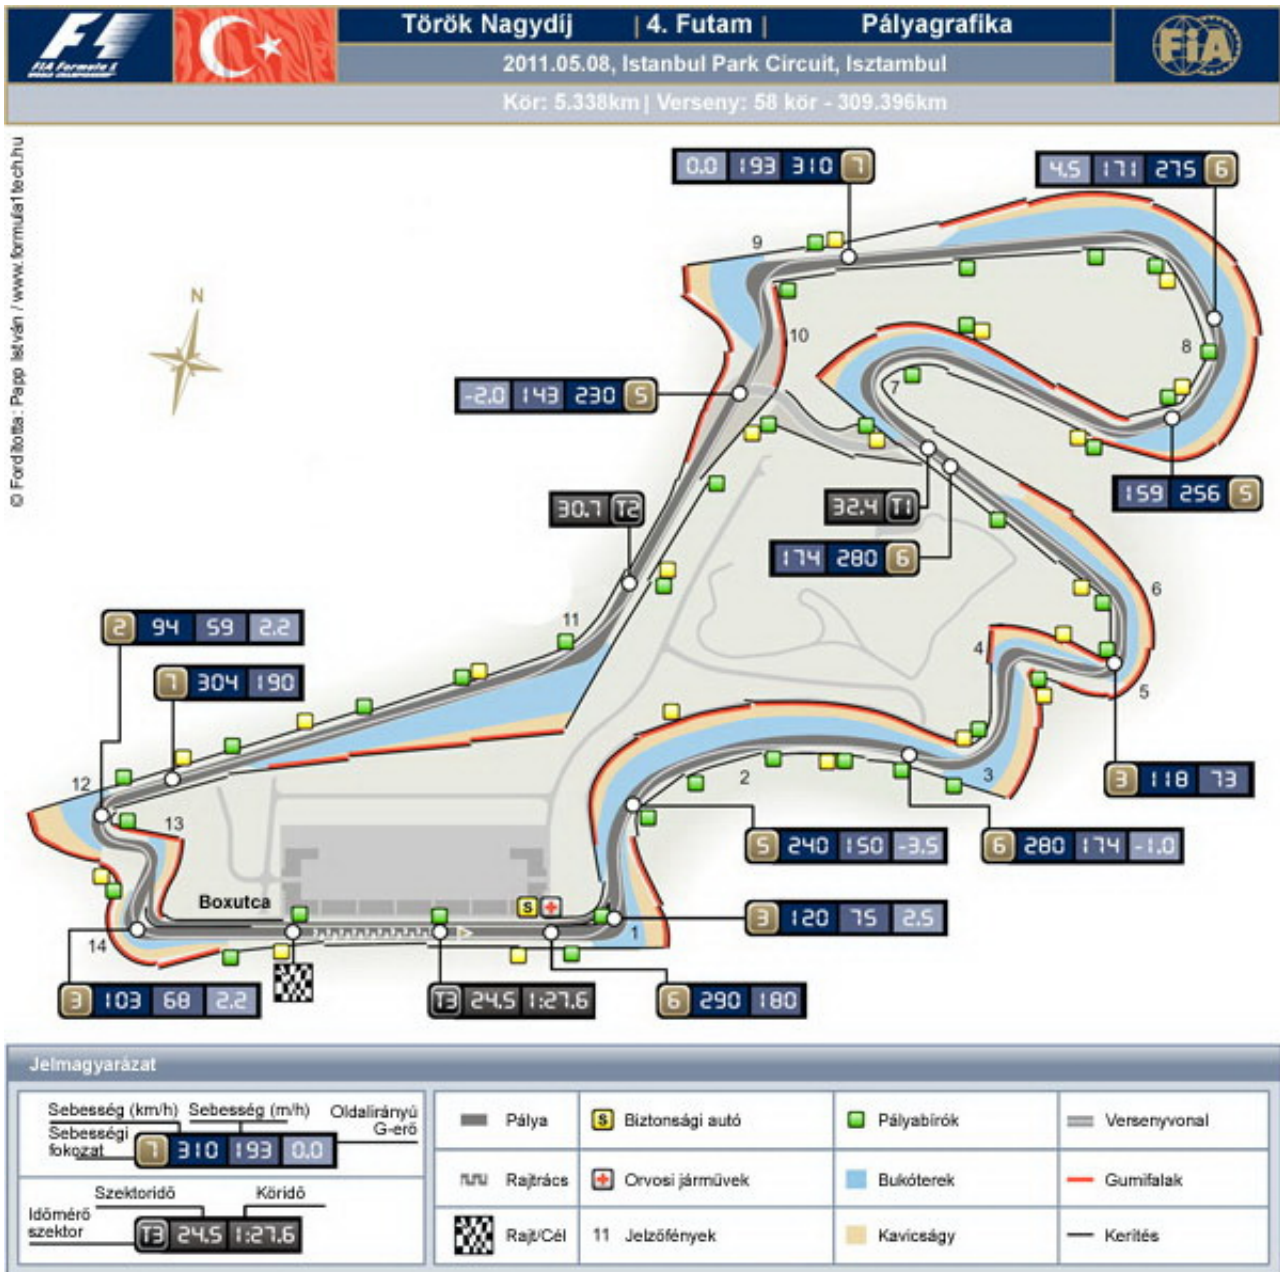 F1
FIA Formula 1
WORLD CHAMPIONSHIP
Török Nagydíj | 4. Futam | Pályagrafika
FiA
2011.05.08, Istanbul Park Circuit, Isztambul
Kör: 5.338km | Verseny: 58 kör - 309.396km
© Fordította: Papp István / www.formula1tech.hu
N
0.0 193 310 7
4.5 171 275 6
9
10
8
7
-2.0 143 230 5
159 256 5
30.7 T2
32.4 T1
174 280 6
6
11
2 94 59 2.2
4
7 304 190
5
12
13
2
3
3 118 73
5 240 150 -3.5
6 280 174 -1.0
Boxutca
S
3 120 75 2.5
14
1
3 103 68 2.2
T3 24.5 1:27.6
6 290 180
Jelmagyarázat
Sebesség (km/h) Sebesség (m/h) Oldalirányú
G-erő
Sebességi
fokozat
7 310 193 0.0
Szektoridő Köridő
Időmérő
szektor
T3 24.5 1:27.6
Pálya
S Biztonsági autó
Pályabírók
Versenyvonal
Rajtrács
Orvosi járművek
Bukóterek
Gumifalak
Rajt/Cél
11 Jelzőfények
Kavicságy
Kerítés